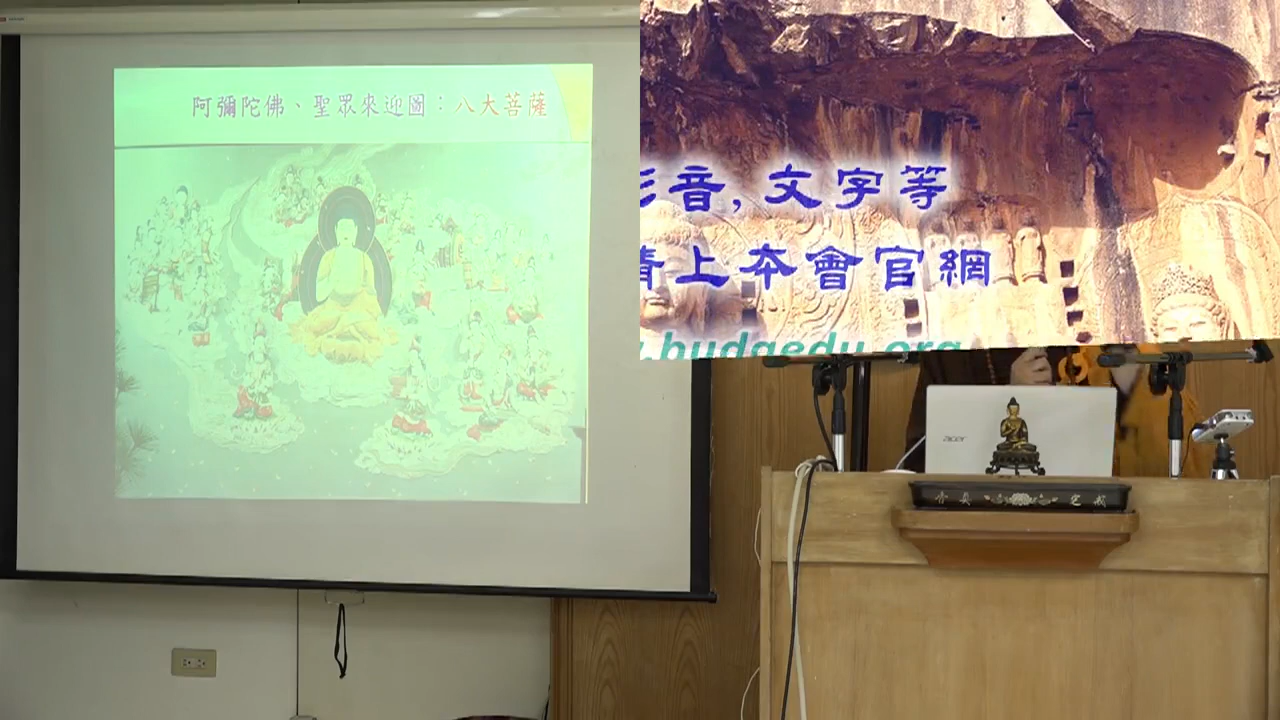 阿彌陀佛、聖眾來迎圖：八大菩薩
影音,文字等
請上本會官網
.budaedu.org
acer